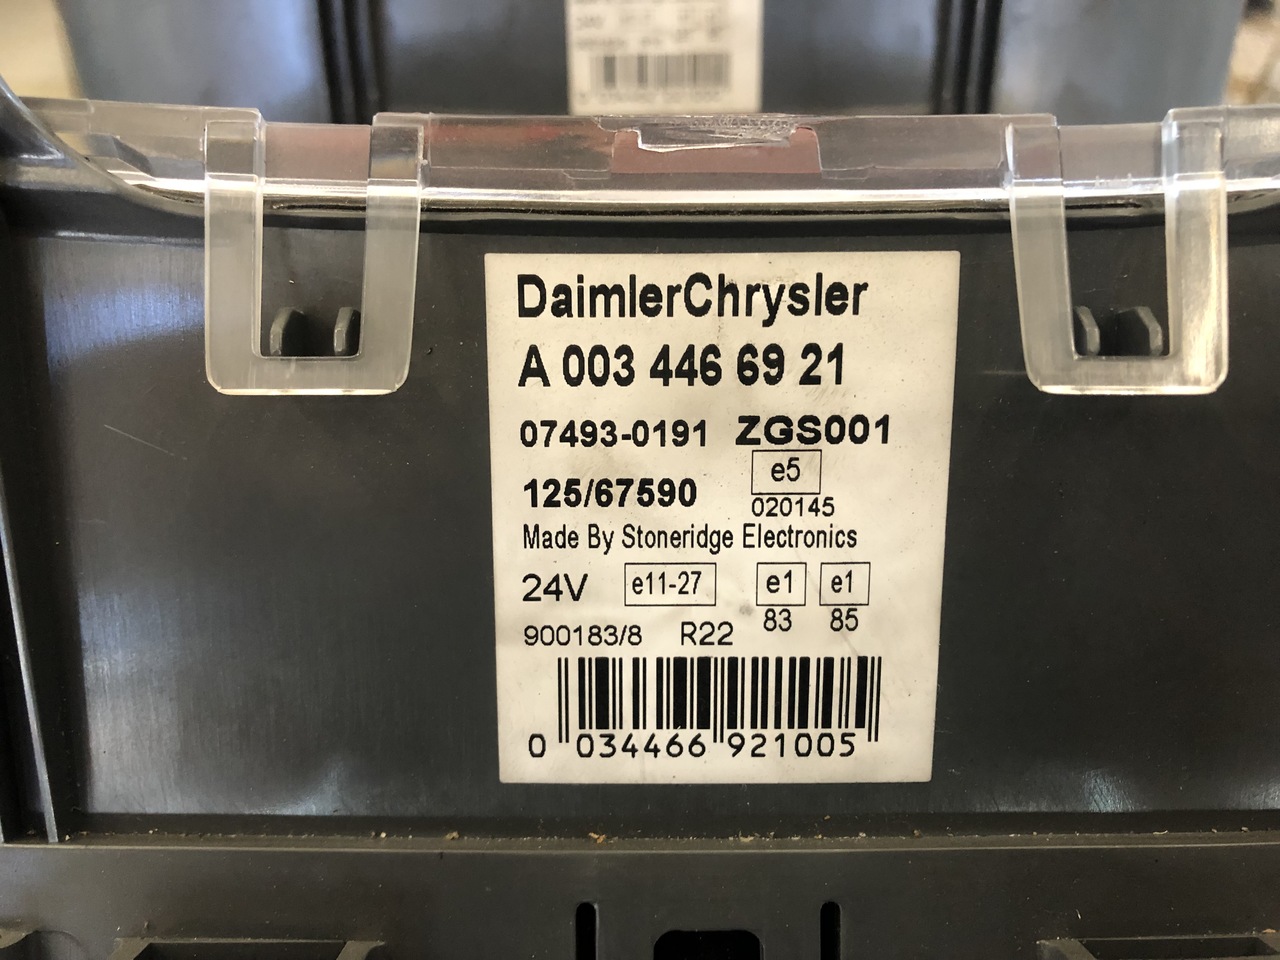 DaimlerChrysler
A 003 446 69 21
07493-0191 ZGS001
e5
125/67590
020145
Made By Stoneridge Electronics
24V e11-27 e1 e1
83 85
900183/8 R22
0 034466 921005